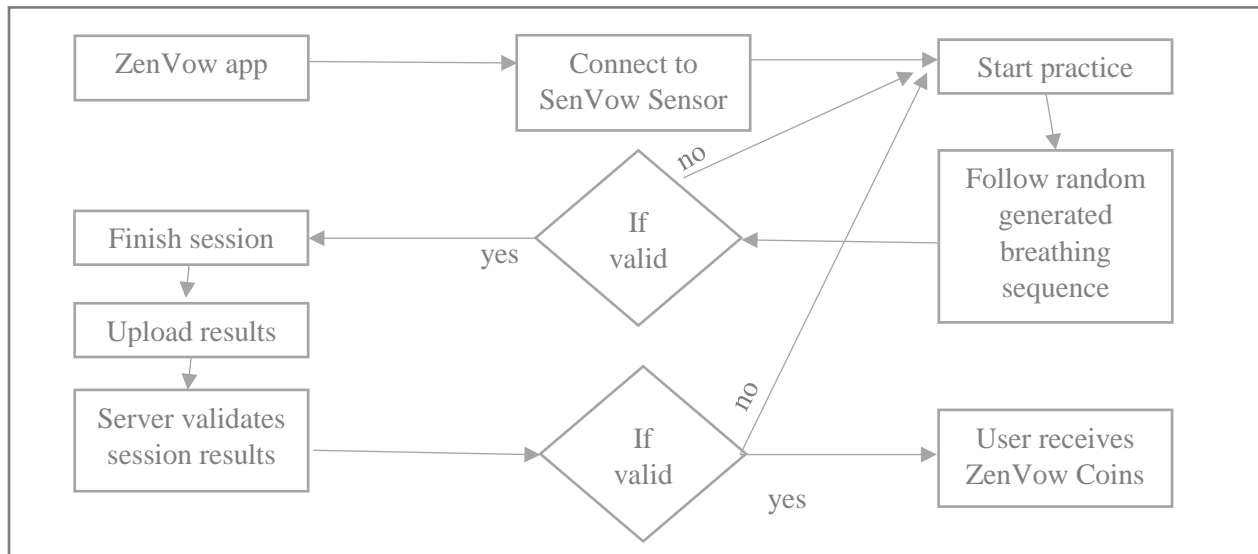 ZenVow app
Connect to
SenVow Sensor
Start practice
no
Follow random
generated
breathing
sequence
If
valid
yes
Finish session
Upload results
Server validates
session results
If
valid
no
yes
User receives
ZenVow Coins